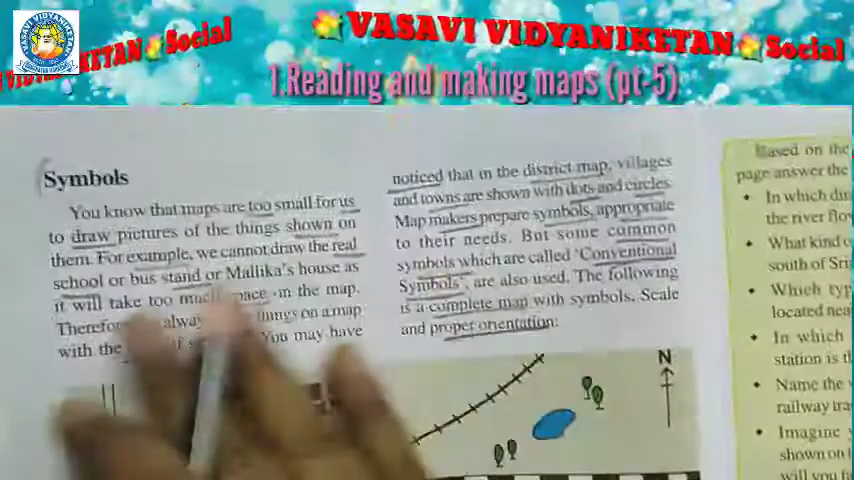 VASAVI VIDYANIKETAN Social
KETAN Social
VASAVI VIDYANIKETAN Social
1.Reading and making maps (pt-5)
Symbols
You know that maps are too small for us
to draw pictures of the things shown on
them. For example, we cannot draw the real
school or bus stand or Mallika's house as
it will take too much space in the map.
alway things on a map
with the You may have
noticed that in the district map, villages
and towns are shown with dots and circles.
Map makers prepare symbols, appropriate
to their needs. But some common
symbols which are called 'Conventional
Symbols', are also used. The following
is a complete map with symbols. Scale
and proper orientation:
N
Based on the
page answer the
• In which din
the river flo
• What kind o
south of Sri
• Which typ
located nea
• In which
station is t
• Name the
railway tra
• Imagine
shown on
will you f